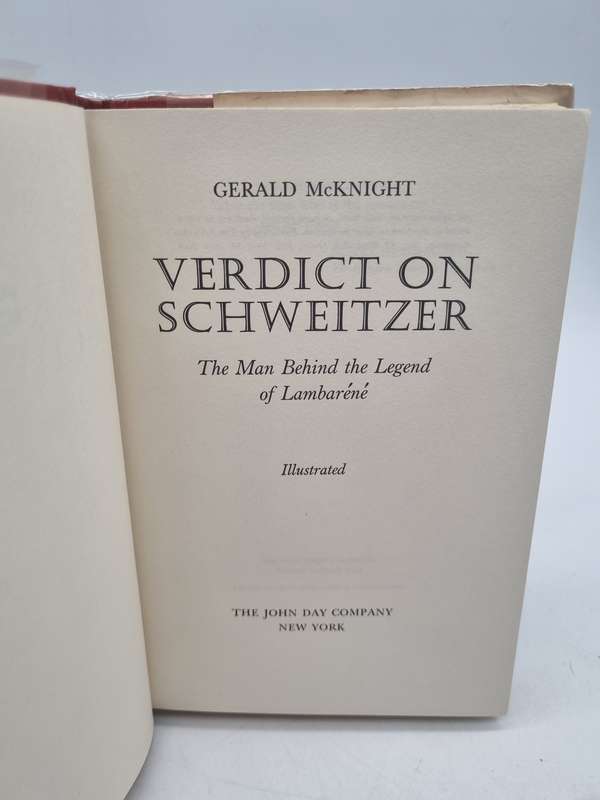 GERALD McKNIGHT
VERDICT ON
SCHWEITZER
The Man Behind the Legend
of Lambaréné
Illustrated
THE JOHN DAY COMPANY
NEW YORK